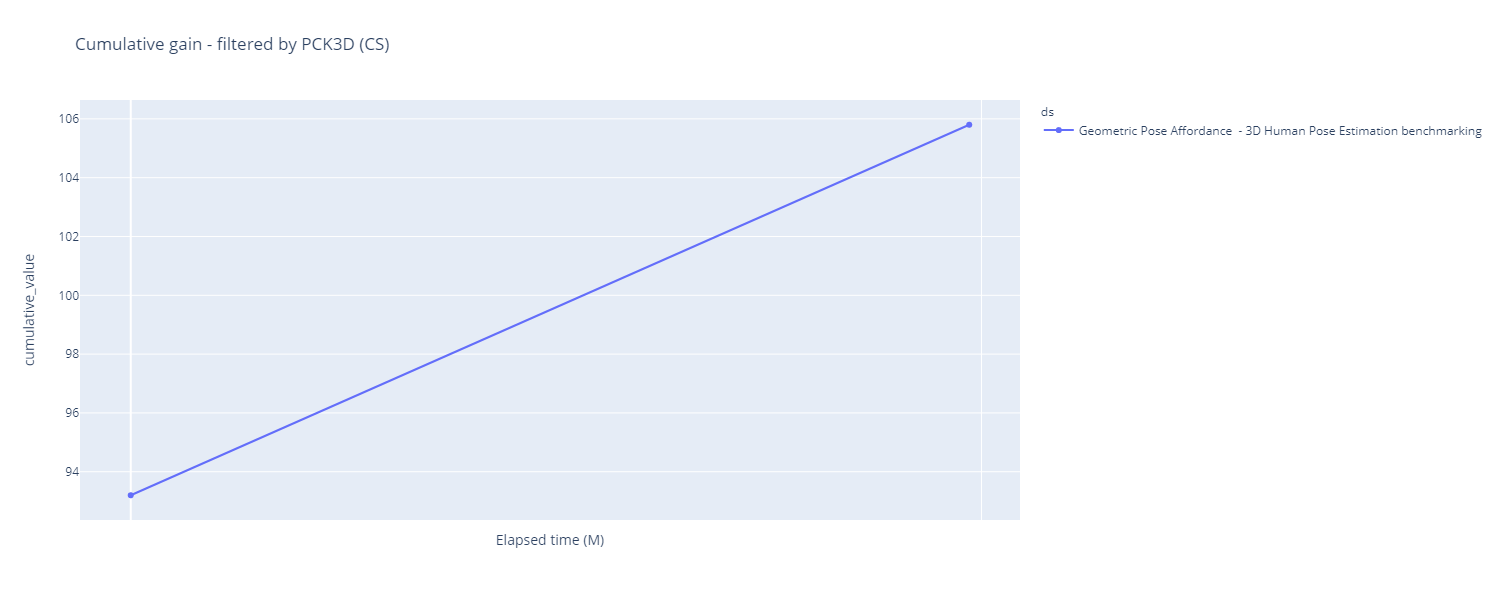 Cumulative gain - filtered by PCK3D (CS)
ds
Geometric Pose Affordance  - 3D Human Pose Estimation benchmarking
106
104
102
100
98
96
94
cumulative_value
Elapsed time (M)